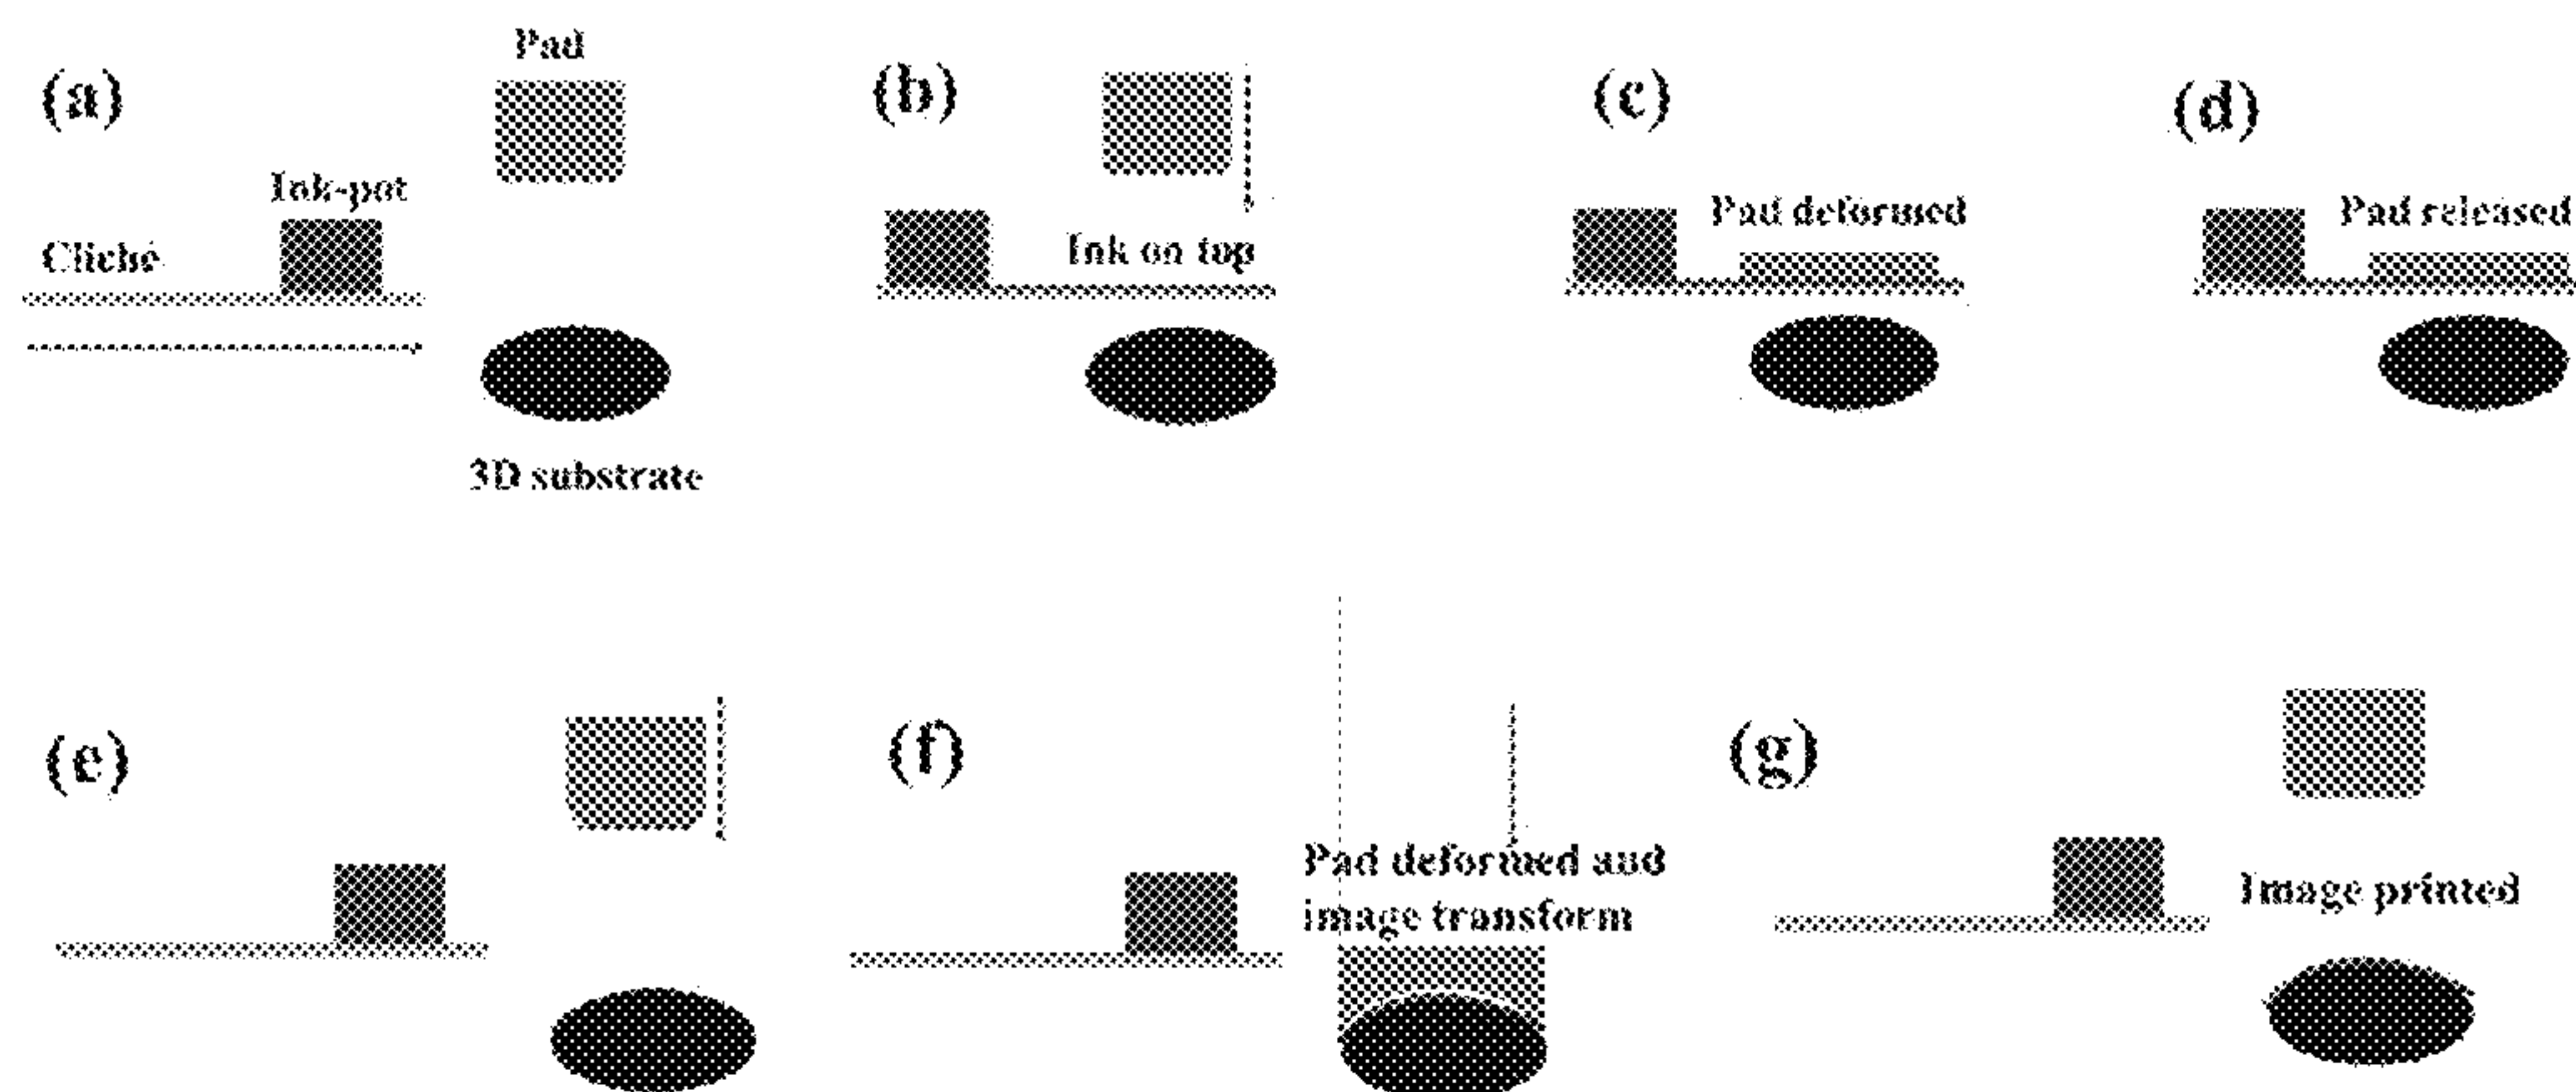 (a)
Pad
Ink-pot
Cliché
3D substrate
(b)
Ink on top
(c)
Pad deformed
(d)
Pad released
(e)
(f)
Pad deformed and
image transform
(g)
Image printed